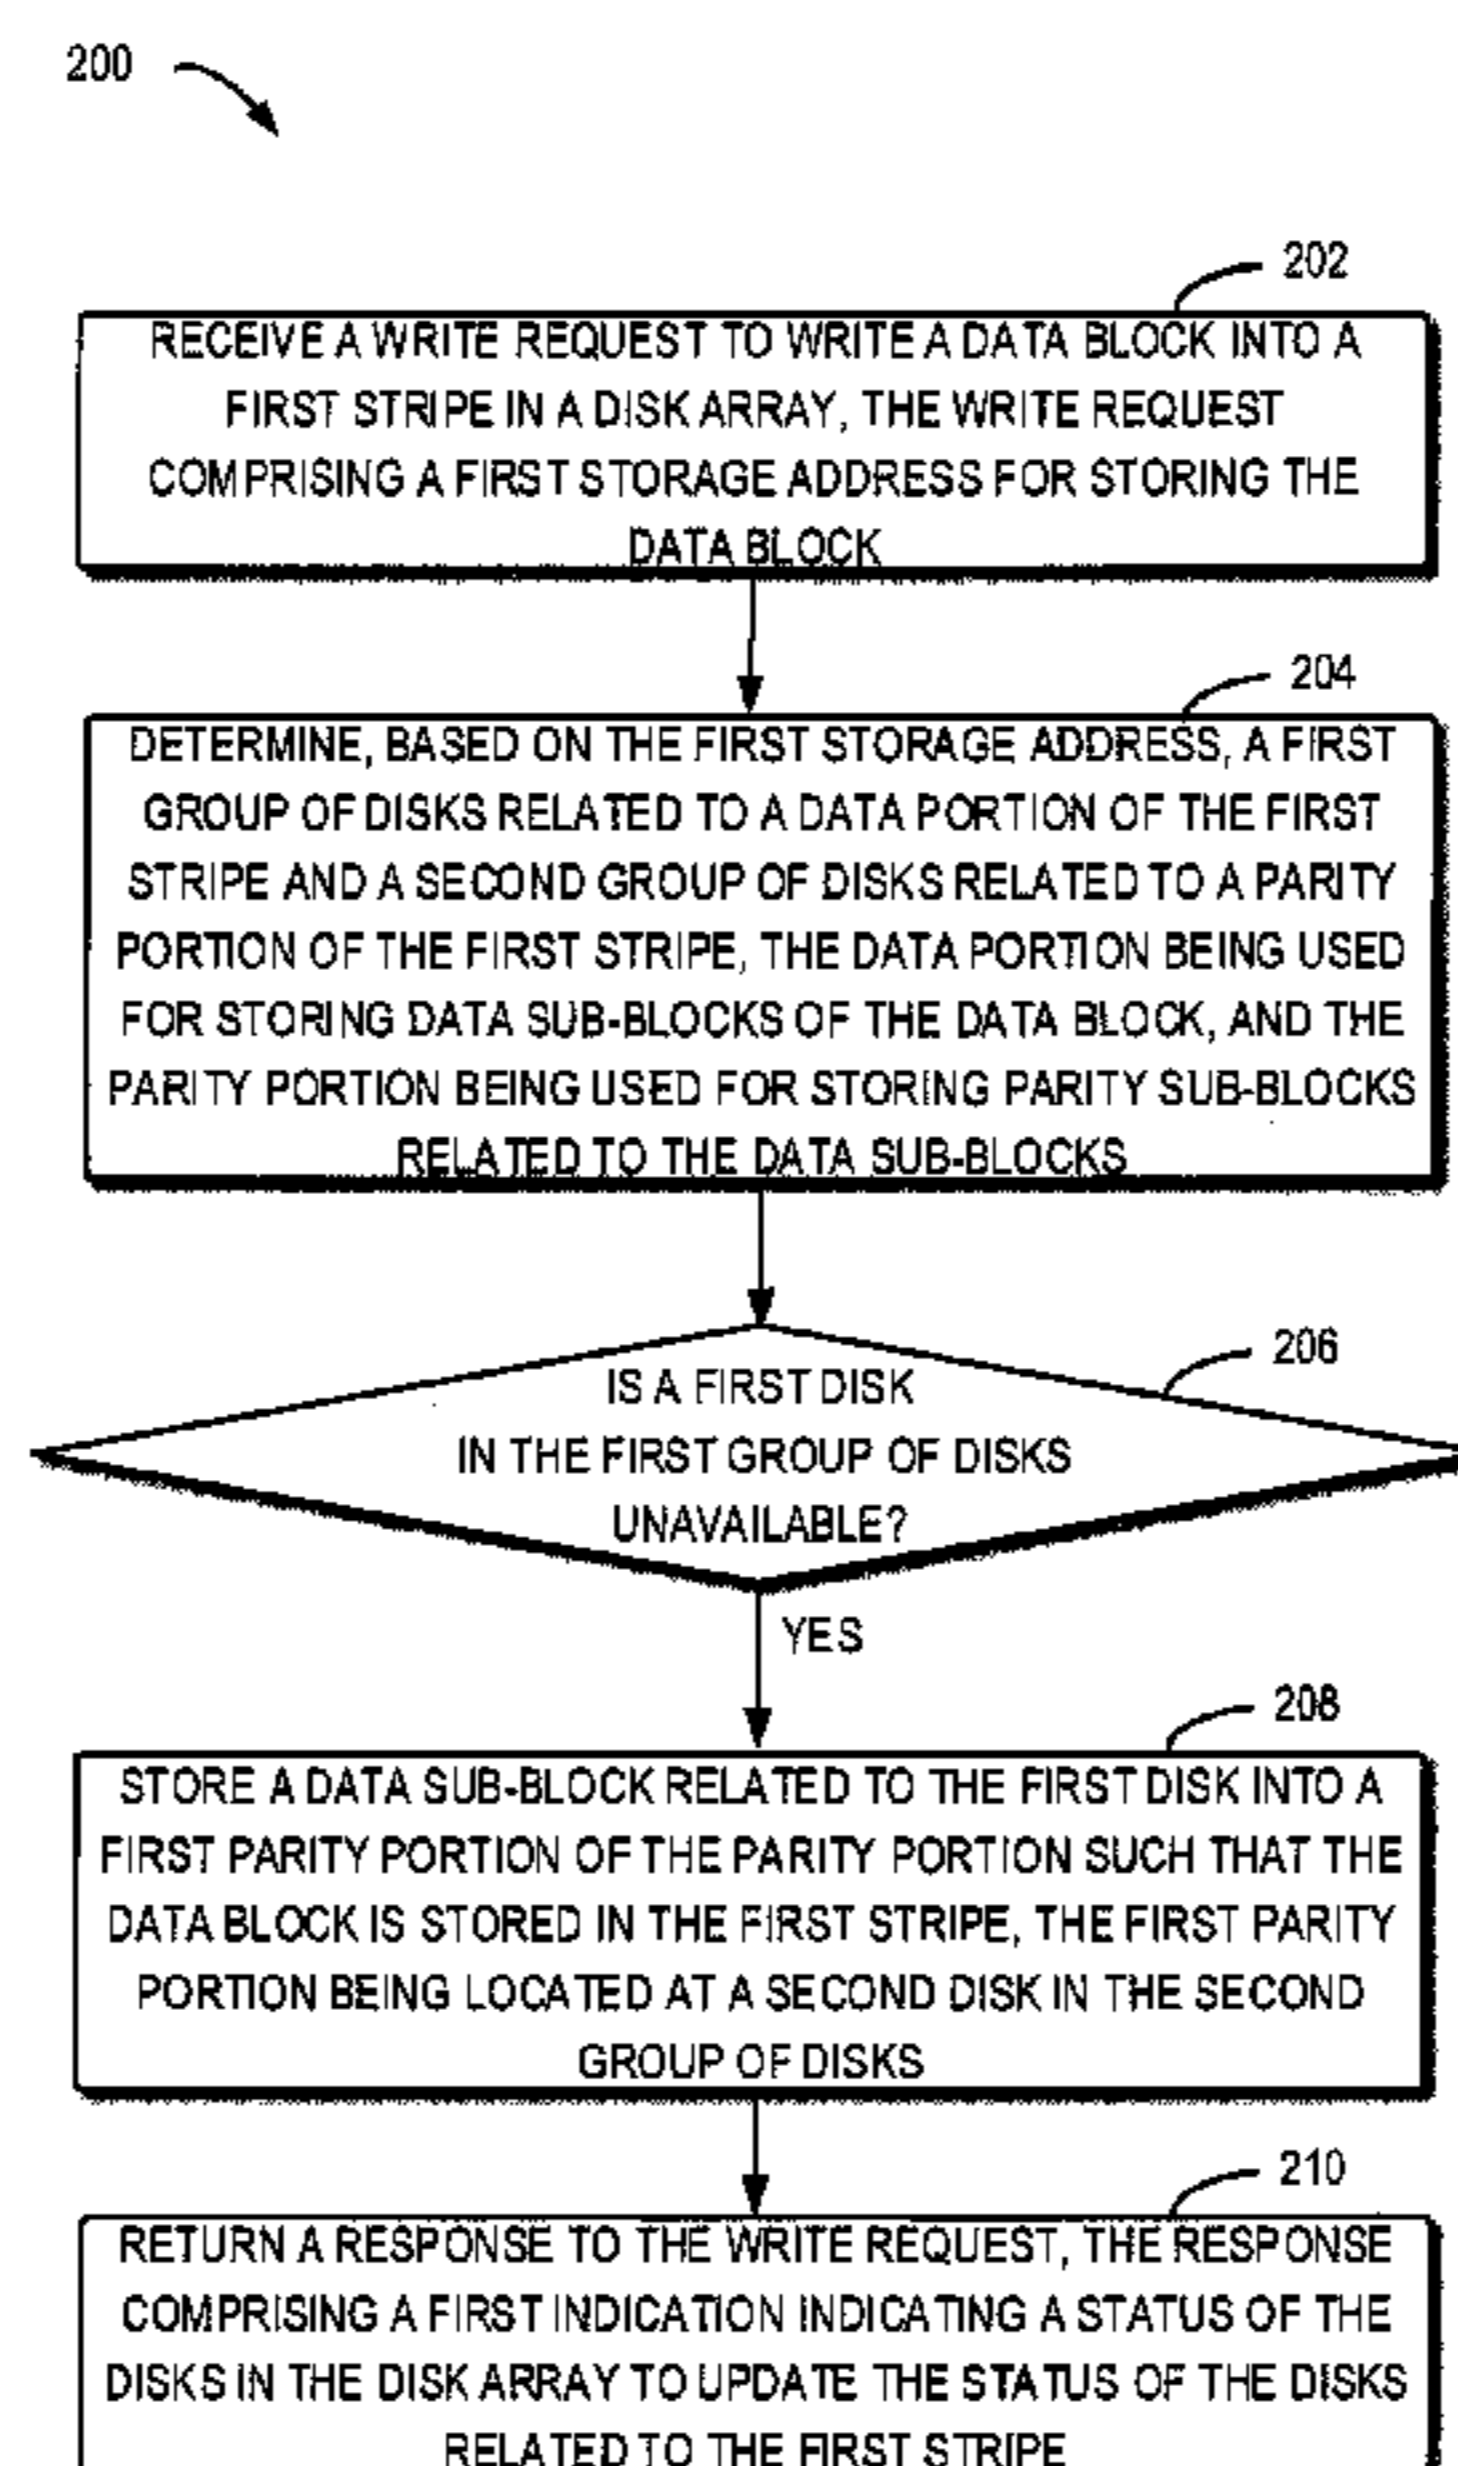 200
202
RECEIVE A WRITE REQUEST TO WRITE A DATA BLOCK INTO A
FIRST STRIPE IN A DISK ARRAY, THE WRITE REQUEST
COMPRISING A FIRST STORAGE ADDRESS FOR STORING THE
DATA BLOCK
204
DETERMINE, BASED ON THE FIRST STORAGE ADDRESS, A FIRST
GROUP OF DISKS RELATED TO A DATA PORTION OF THE FIRST
STRIPE AND A SECOND GROUP OF DISKS RELATED TO A PARITY
PORTION OF THE FIRST STRIPE, THE DATA PORTION BEING USED
FOR STORING DATA SUB-BLOCKS OF THE DATA BLOCK, AND THE
PARITY PORTION BEING USED FOR STORING PARITY SUB-BLOCKS
RELATED TO THE DATA SUB-BLOCKS
206
IS A FIRST DISK
IN THE FIRST GROUP OF DISKS
UNAVAILABLE?
YES
208
STORE A DATA SUB-BLOCK RELATED TO THE FIRST DISK INTO A
FIRST PARITY PORTION OF THE PARITY PORTION SUCH THAT THE
DATA BLOCK IS STORED IN THE FIRST STRIPE, THE FIRST PARITY
PORTION BEING LOCATED AT A SECOND DISK IN THE SECOND
GROUP OF DISKS
210
RETURN A RESPONSE TO THE WRITE REQUEST, THE RESPONSE
COMPRISING A FIRST INDICATION INDICATING A STATUS OF THE
DISKS IN THE DISK ARRAY TO UPDATE THE STATUS OF THE DISKS
RELATED TO THE FIRST STRIPE